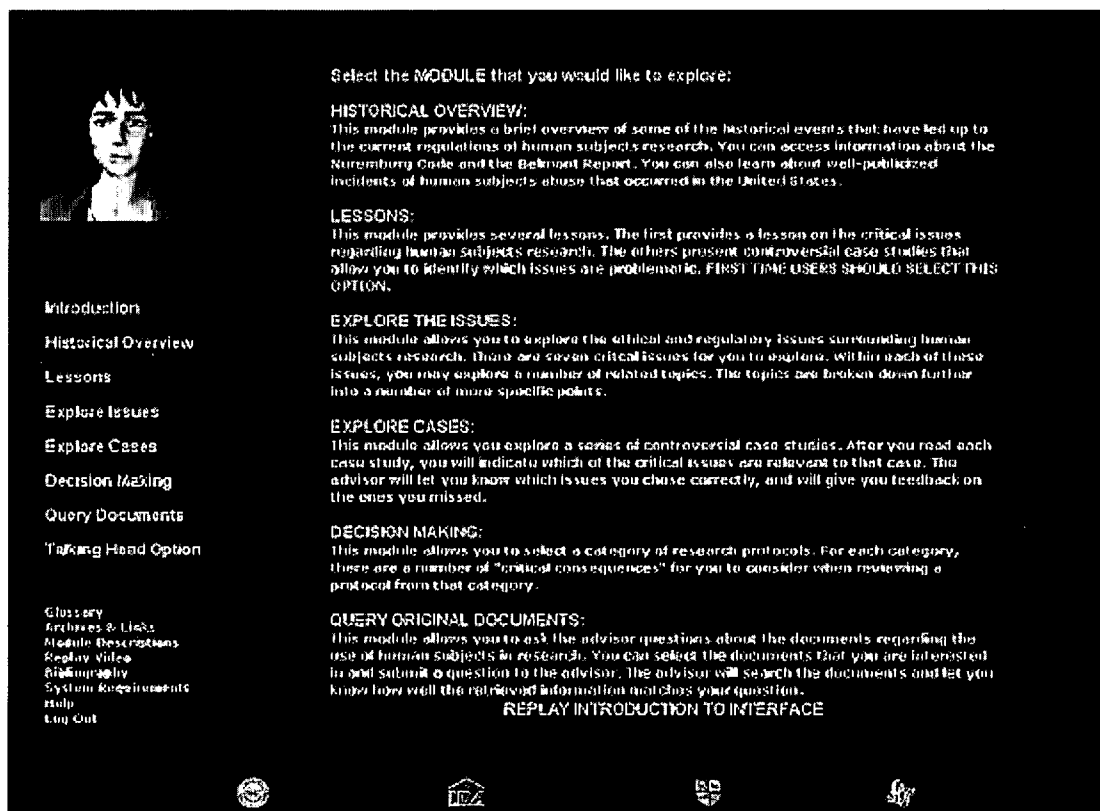 Select the MODULE that you would like to explore:
HISTORICAL OVERVIEW:
This module provides a brief overview of some of the historical events that have led up to
the current regulations of human subjects research. You can access information about the
Nuremburg Code and the Belmont Report. You can also learn about well-publicized
incidents of human subjects abuse that occurred in the United States.
LESSONS:
This module provides several lessons. The first provides a lesson on the critical issues
regarding human subjects research. The others present controversial case studies that
allow you to identify which issues are problematic. FIRST TIME USERS SHOULD SELECT THIS
OPTION.
EXPLORE THE ISSUES:
This module allows you to explore the ethical and regulatory issues surrounding human
subjects research. There are seven critcal issues for you to explore. Within each of these
issues, you may explore a number of related topics. The topics are broken down further
into a number of more specific points.
EXPLORE CASES:
This module allows you explore a series of controversial case studies. After you read each
case study, you will indicate which of the critical issues are relevant to that case. The
advisor will let you know which issues you chose correctly, and will give you feedback on
the ones you missed.
DECISION MAKING:
This module allows you to select a category of research protocols. For each category,
there are a number of "critical consequences" for you to consider when reviewing a
protocol from that category.
QUERY ORIGINAL DOCUMENTS:
This module allows you to ask the advisor questions about the documents regarding the
use of human subjects in research. You can select the documents that you are interested
in and submit a question to the advisor. The advisor will search the documents and let you
know how well the retrieved information matches your question.
REPLAY INTRODUCTION TO INTERFACE
Introduction
Historical Overview
Lessons
Explore Issues
Explore Cases
Decision Making
Query Documents
Talking Head Option
Glossary
Archives & Links
Module Descriptions
Replay Video
Bibliography
System Requirements
Help
Log Out